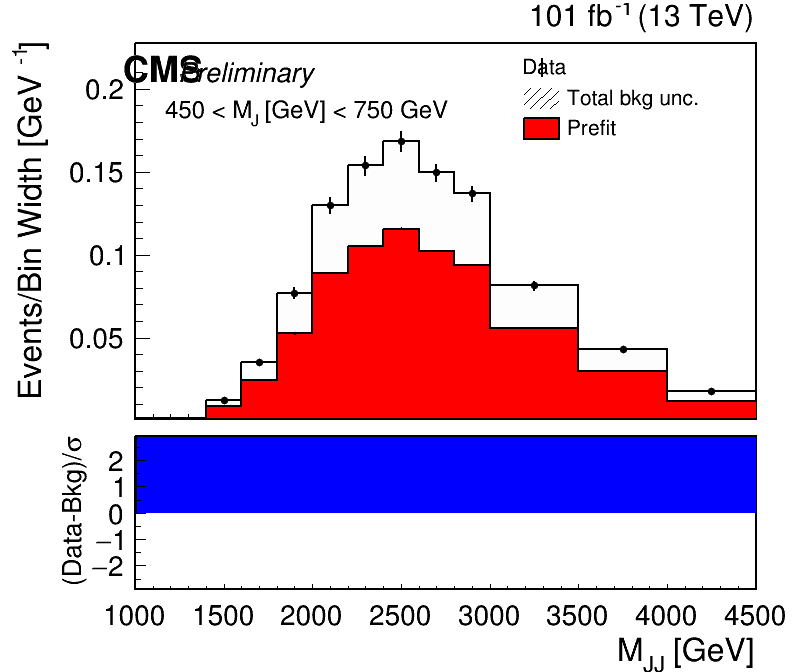 101 fb⁻¹ (13 TeV)
CMS Preliminary
450 < M_J [GeV] < 750 GeV
Data
Total bkg unc.
Prefit
Events/Bin Width [GeV⁻¹]
0.2
0.15
0.1
0.05
(Data-Bkg)/σ
2
1
0
−1
−2
1000 1500 2000 2500 3000 3500 4000 4500
M_JJ [GeV]